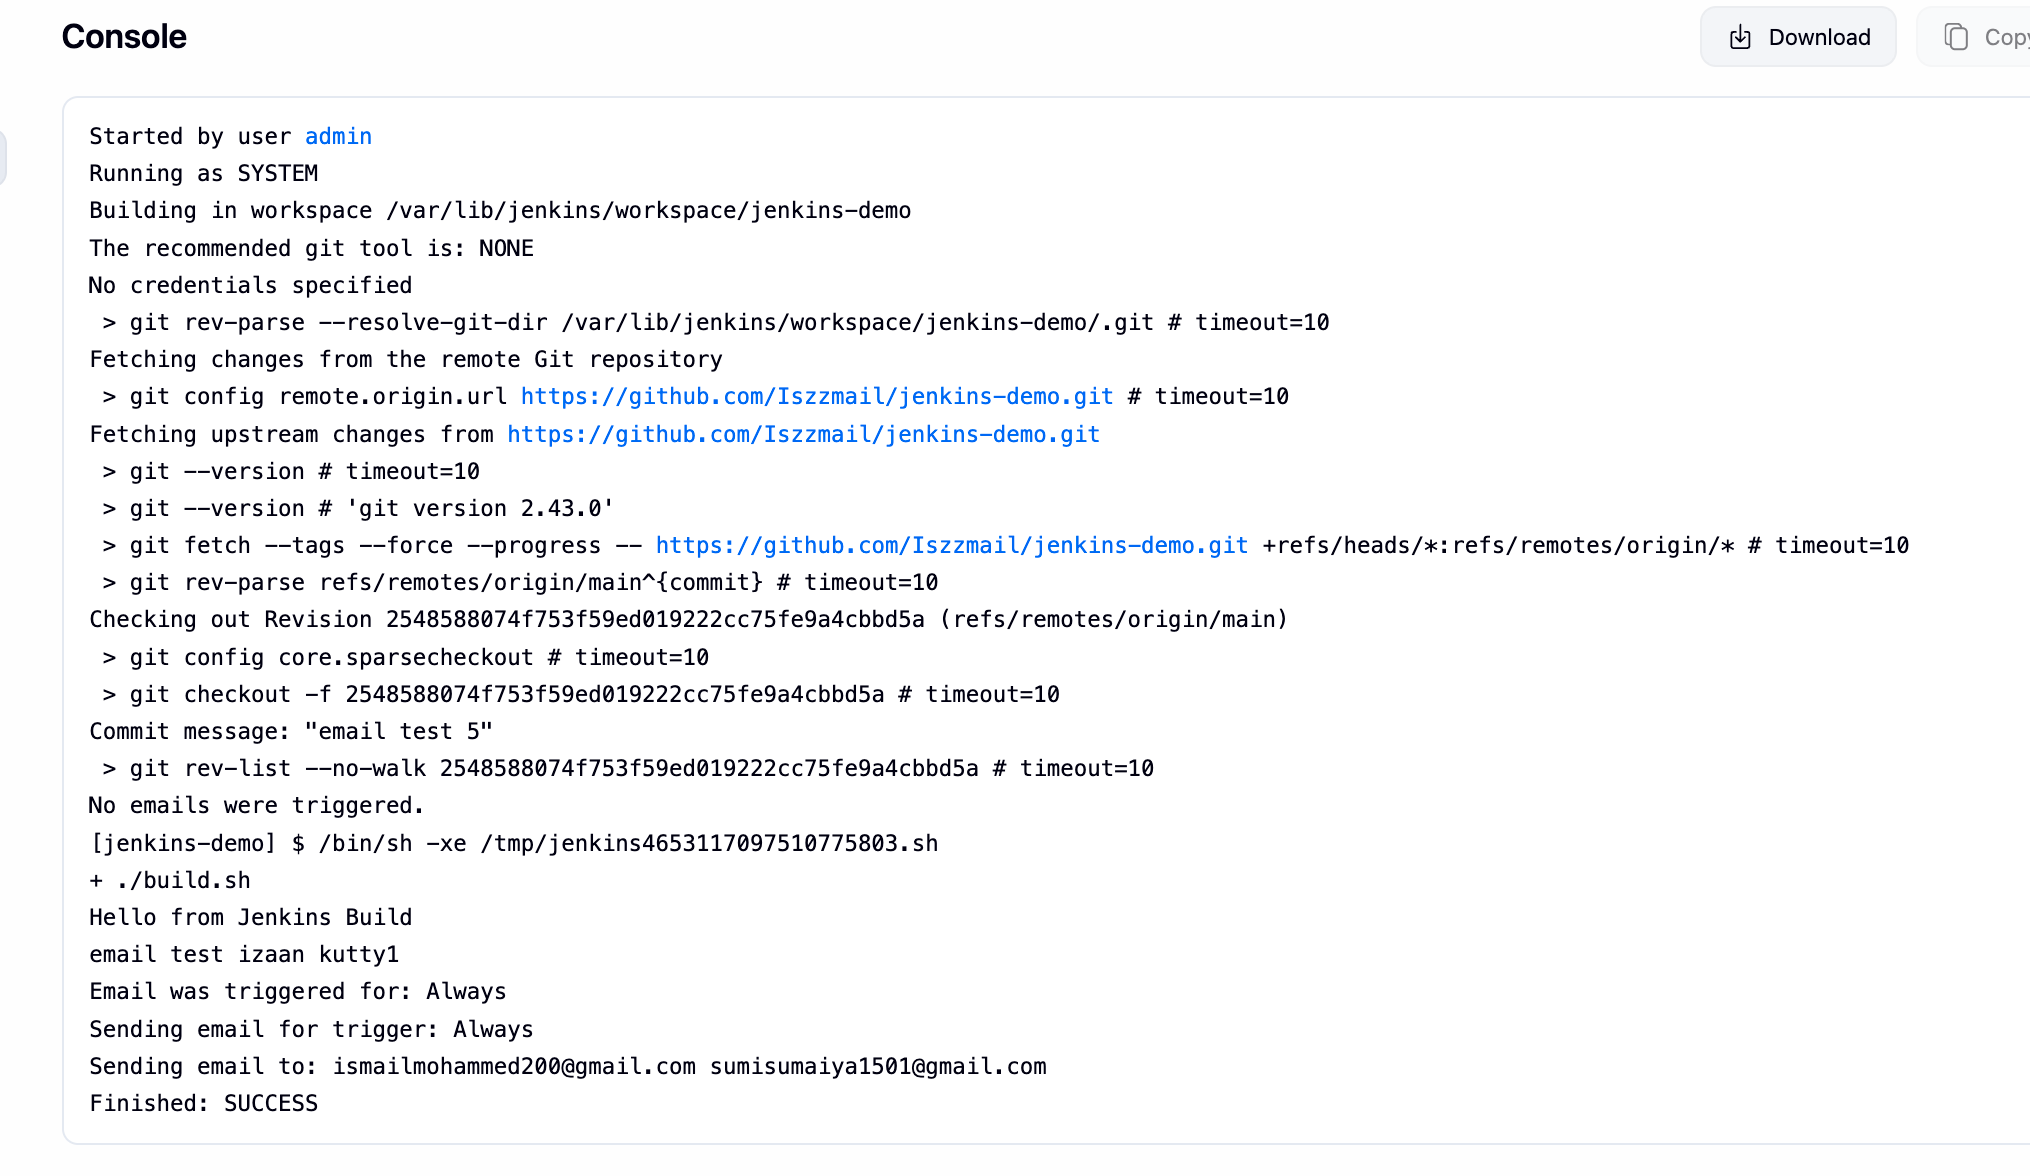 Console
Download
Copy
Started by user admin
Running as SYSTEM
Building in workspace /var/lib/jenkins/workspace/jenkins-demo
The recommended git tool is: NONE
No credentials specified
 > git rev-parse --resolve-git-dir /var/lib/jenkins/workspace/jenkins-demo/.git # timeout=10
Fetching changes from the remote Git repository
 > git config remote.origin.url https://github.com/Iszzmail/jenkins-demo.git # timeout=10
Fetching upstream changes from https://github.com/Iszzmail/jenkins-demo.git
 > git --version # timeout=10
 > git --version # 'git version 2.43.0'
 > git fetch --tags --force --progress -- https://github.com/Iszzmail/jenkins-demo.git +refs/heads/*:refs/remotes/origin/* # timeout=10
 > git rev-parse refs/remotes/origin/main^{commit} # timeout=10
Checking out Revision 2548588074f753f59ed019222cc75fe9a4cbbd5a (refs/remotes/origin/main)
 > git config core.sparsecheckout # timeout=10
 > git checkout -f 2548588074f753f59ed019222cc75fe9a4cbbd5a # timeout=10
Commit message: "email test 5"
 > git rev-list --no-walk 2548588074f753f59ed019222cc75fe9a4cbbd5a # timeout=10
No emails were triggered.
[jenkins-demo] $ /bin/sh -xe /tmp/jenkins4653117097510775803.sh
+ ./build.sh
Hello from Jenkins Build
email test izaan kutty1
Email was triggered for: Always
Sending email for trigger: Always
Sending email to: ismailmohammed200@gmail.com sumisumaiya1501@gmail.com
Finished: SUCCESS